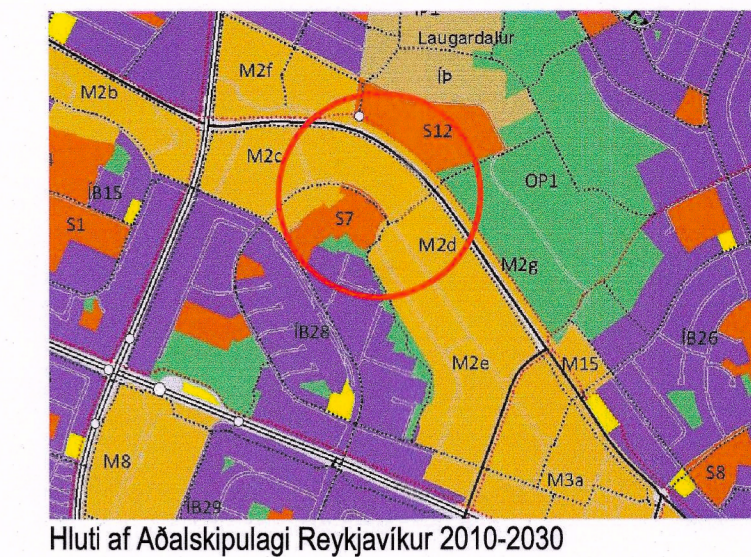 Laugardalur
M2f
ÍÞ
M2b
S12
M2c
OP1
ÍB15
S7
S1
M2d
M2g
ÍB28
ÍB26
M2e
M15
M8
S8
M3a
ÍB29
Hluti af Aðalskipulagi Reykjavíkur 2010-2030